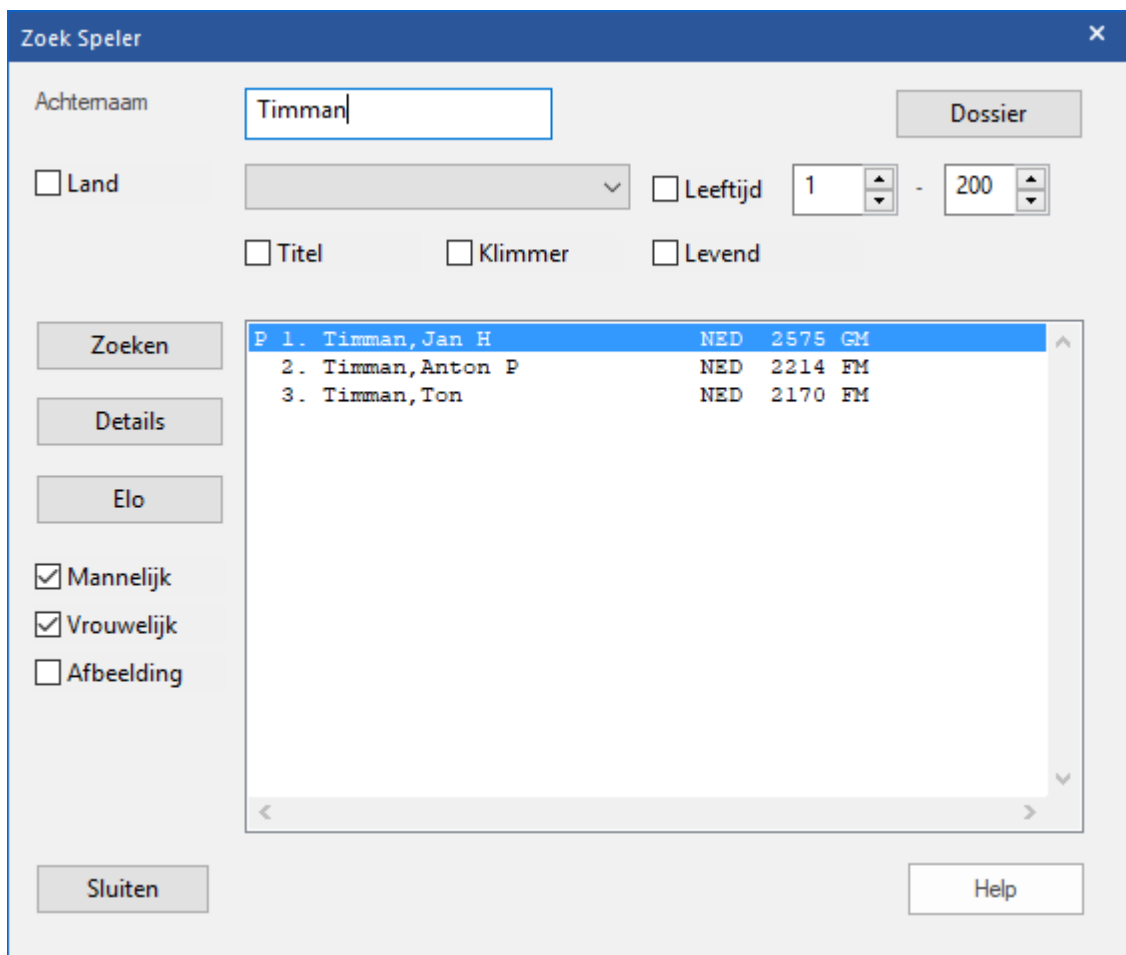 Zoek Speler
Achternaam Timman Dossier
Land Leeftijd 1 - 200
Titel Klimmer Levend
Zoeken
Details
Elo
Mannelijk
Vrouwelijk
Afbeelding
P 1. Timman,Jan H NED 2575 GM
2. Timman,Anton P NED 2214 FM
3. Timman,Ton NED 2170 FM
Sluiten Help